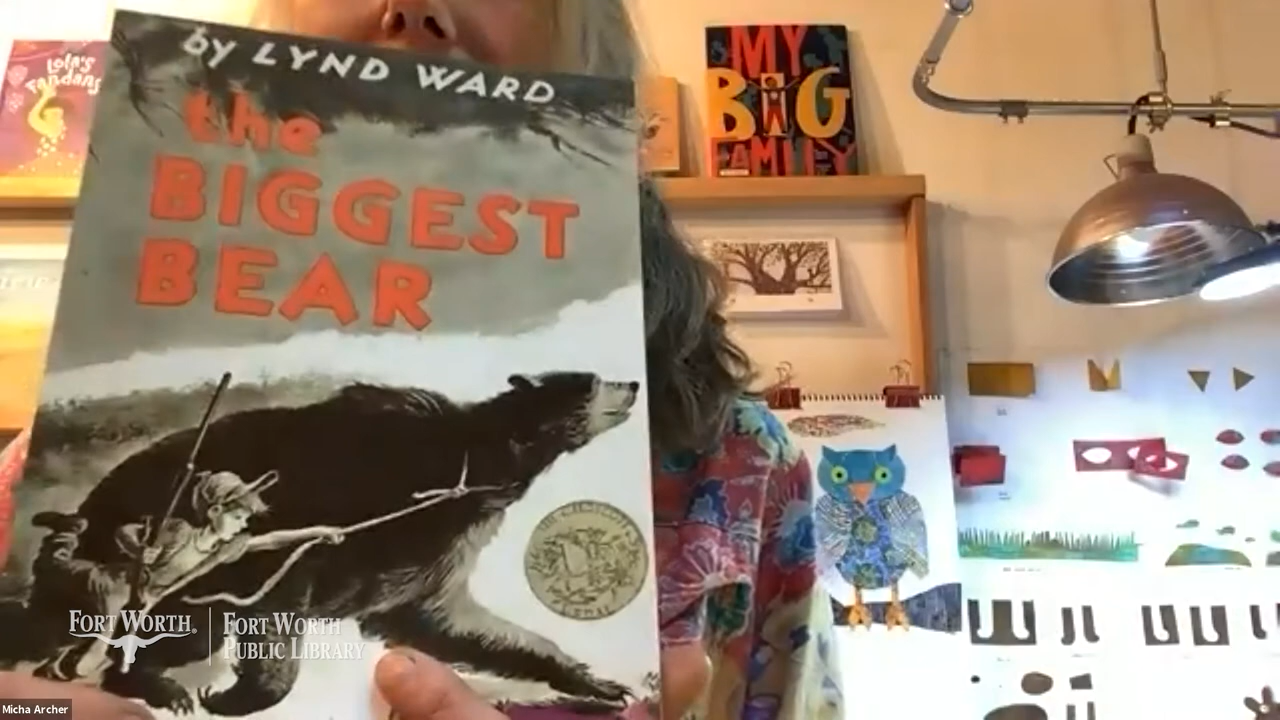 by LYND WARD
the
BIGGEST
BEAR
Lola's
Fandango
MY
BIG
FAMILY
FORT WORTH®
FORT WORTH
PUBLIC LIBRARY
Micha Archer